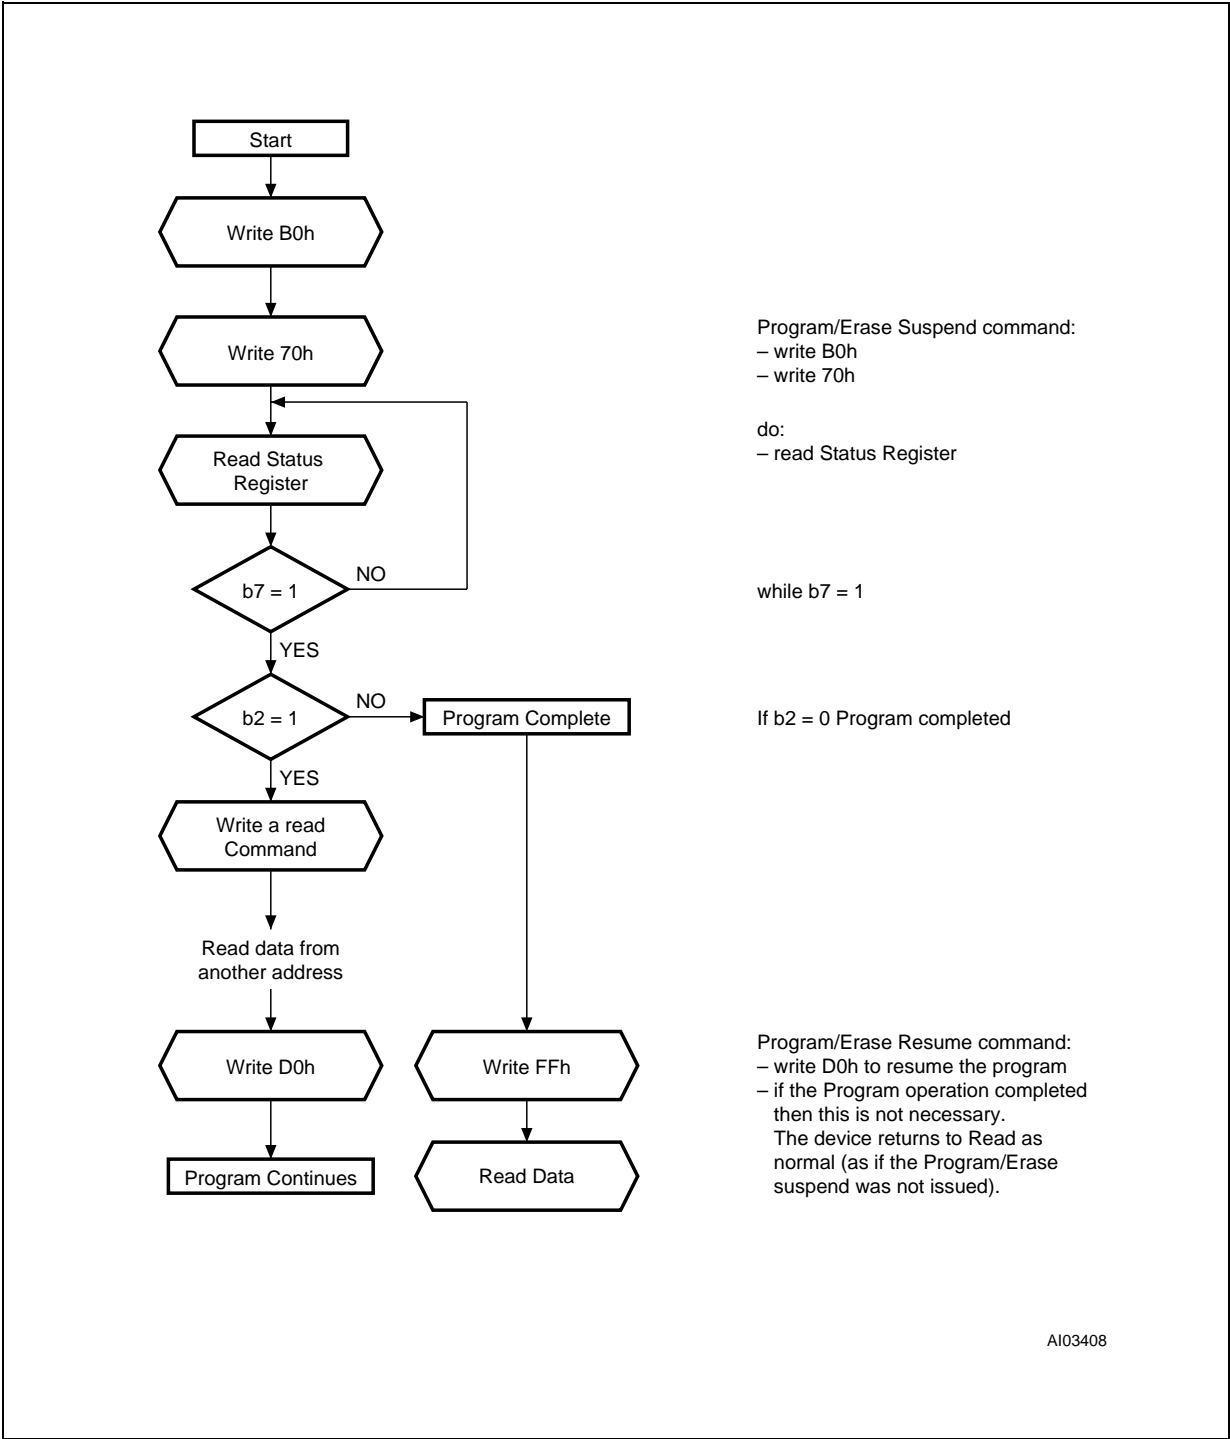 Start
Write B0h
Write 70h
Program/Erase Suspend command:
– write B0h
– write 70h
do:
– read Status Register
Read Status
Register
b7 = 1
NO
while b7 = 1
YES
b2 = 1
NO
Program Complete
If b2 = 0 Program completed
YES
Write a read
Command
Read data from
another address
Write D0h
Write FFh
Program/Erase Resume command:
– write D0h to resume the program
– if the Program operation completed
then this is not necessary.
The device returns to Read as
normal (as if the Program/Erase
suspend was not issued).
Program Continues
Read Data
AI03408